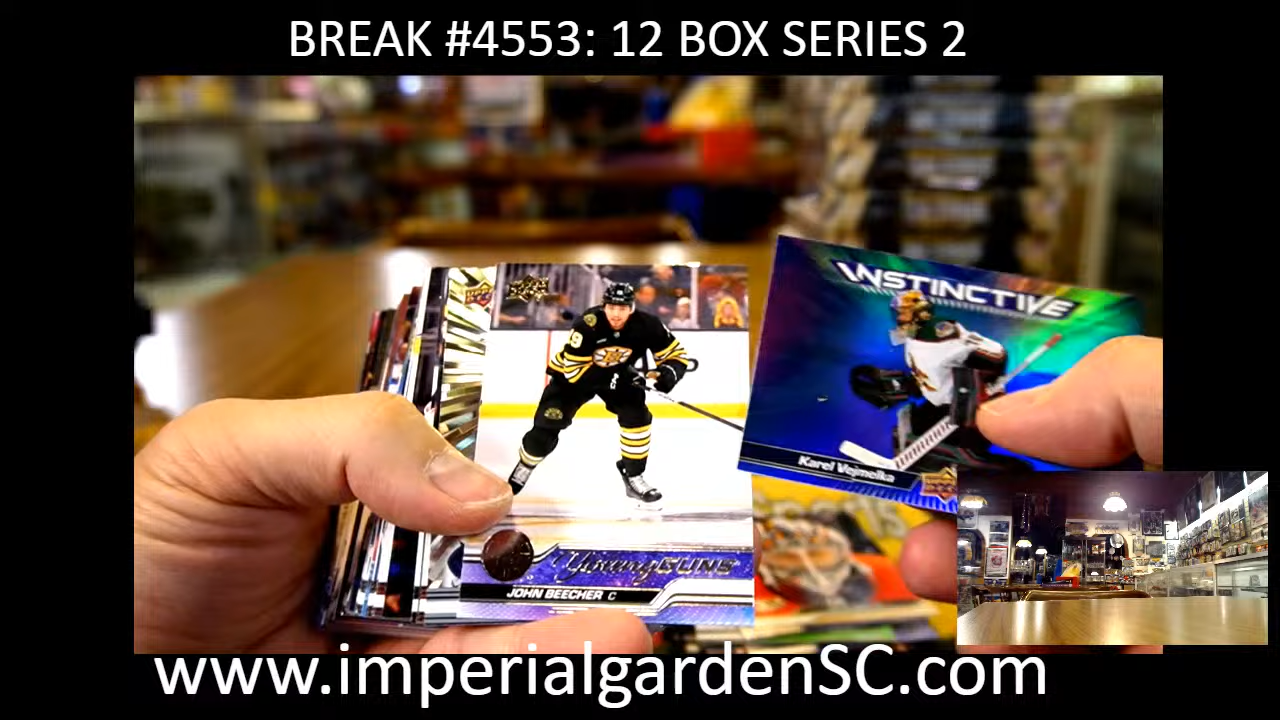 BREAK #4553: 12 BOX SERIES 2
INSTINCTIVE
Karel Vejmelka
Young GUNS
JOHN BEECHER C
www.imperialgardenSC.com